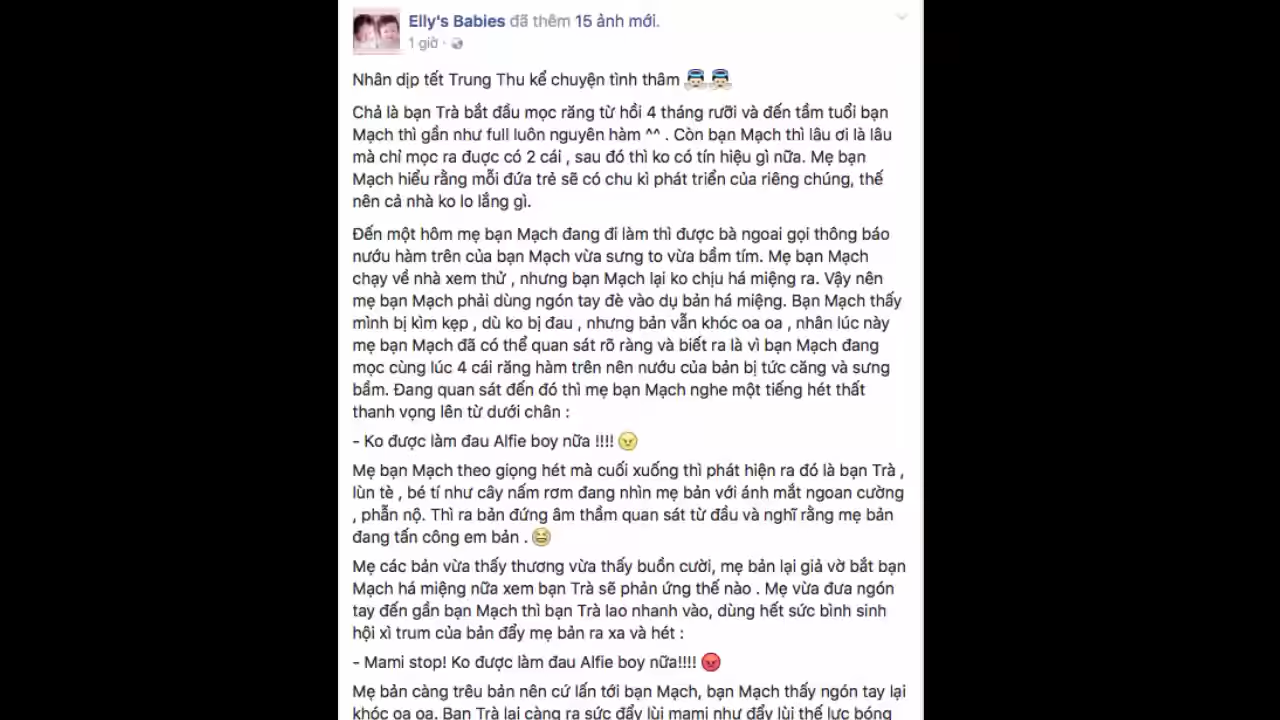 Elly's Babies đã thêm 15 ảnh mới.
1 giờ ·
Nhân dịp tết Trung Thu kể chuyện tình thâm
Chả là bạn Trà bắt đầu mọc răng từ hồi 4 tháng rưỡi và đến tầm tuổi bạn
Mạch thì gần như full luôn nguyên hàm ^^ . Còn bạn Mạch thì lâu ơi là lâu
mà chỉ mọc ra được có 2 cái , sau đó thì ko có tín hiệu gì nữa. Mẹ bạn
Mạch hiểu rằng mỗi đứa trẻ sẽ có chu kì phát triển của riêng chúng, thế
nên cả nhà ko lo lắng gì.
Đến một hôm mẹ bạn Mạch đang đi làm thì được bà ngoai gọi thông báo
nướu hàm trên của bạn Mạch vừa sưng to vừa bầm tím. Mẹ bạn Mạch
chạy về nhà xem thử , nhưng bạn Mạch lại ko chịu há miệng ra. Vậy nên
mẹ bạn Mạch phải dùng ngón tay đè vào dụ bản há miệng. Bạn Mạch thấy
mình bị kìm kẹp , dù ko bị đau , nhưng bản vẫn khóc oa oa , nhân lúc này
mẹ bạn Mạch đã có thể quan sát rõ ràng và biết ra là vì bạn Mạch đang
mọc cùng lúc 4 cái răng hàm trên nên nướu của bản bị tức căng và sưng
bầm. Đang quan sát đến đó thì mẹ bạn Mạch nghe một tiếng hét thất
thanh vọng lên từ dưới chân :
- Ko được làm đau Alfie boy nữa !!!!
Mẹ bạn Mạch theo giọng hét mà cuối xuống thì phát hiện ra đó là bạn Trà ,
lùn tè , bé tí như cây nấm rơm đang nhìn mẹ bản với ánh mắt ngoan cường
, phẫn nộ. Thì ra bản đứng âm thầm quan sát từ đầu và nghĩ rằng mẹ bản
đang tấn công em bản .
Mẹ các bản vừa thấy thương vừa thấy buồn cười, mẹ bản lại giả vờ bắt bạn
Mạch há miệng nữa xem bạn Trà sẽ phản ứng thế nào . Mẹ vừa đưa ngón
tay đến gần bạn Mạch thì bạn Trà lao nhanh vào, dùng hết sức bình sinh
hội xì trum của bản đẩy mẹ bản ra xa và hét :
- Mami stop! Ko được làm đau Alfie boy nữa!!!!
Mẹ bản càng trêu bản nên cứ lấn tới bạn Mạch, bạn Mạch thấy ngón tay lại
khóc oa oa. Bạn Trà lại càng ra sức đẩy lùi mami như đẩy lùi thế lực bóng